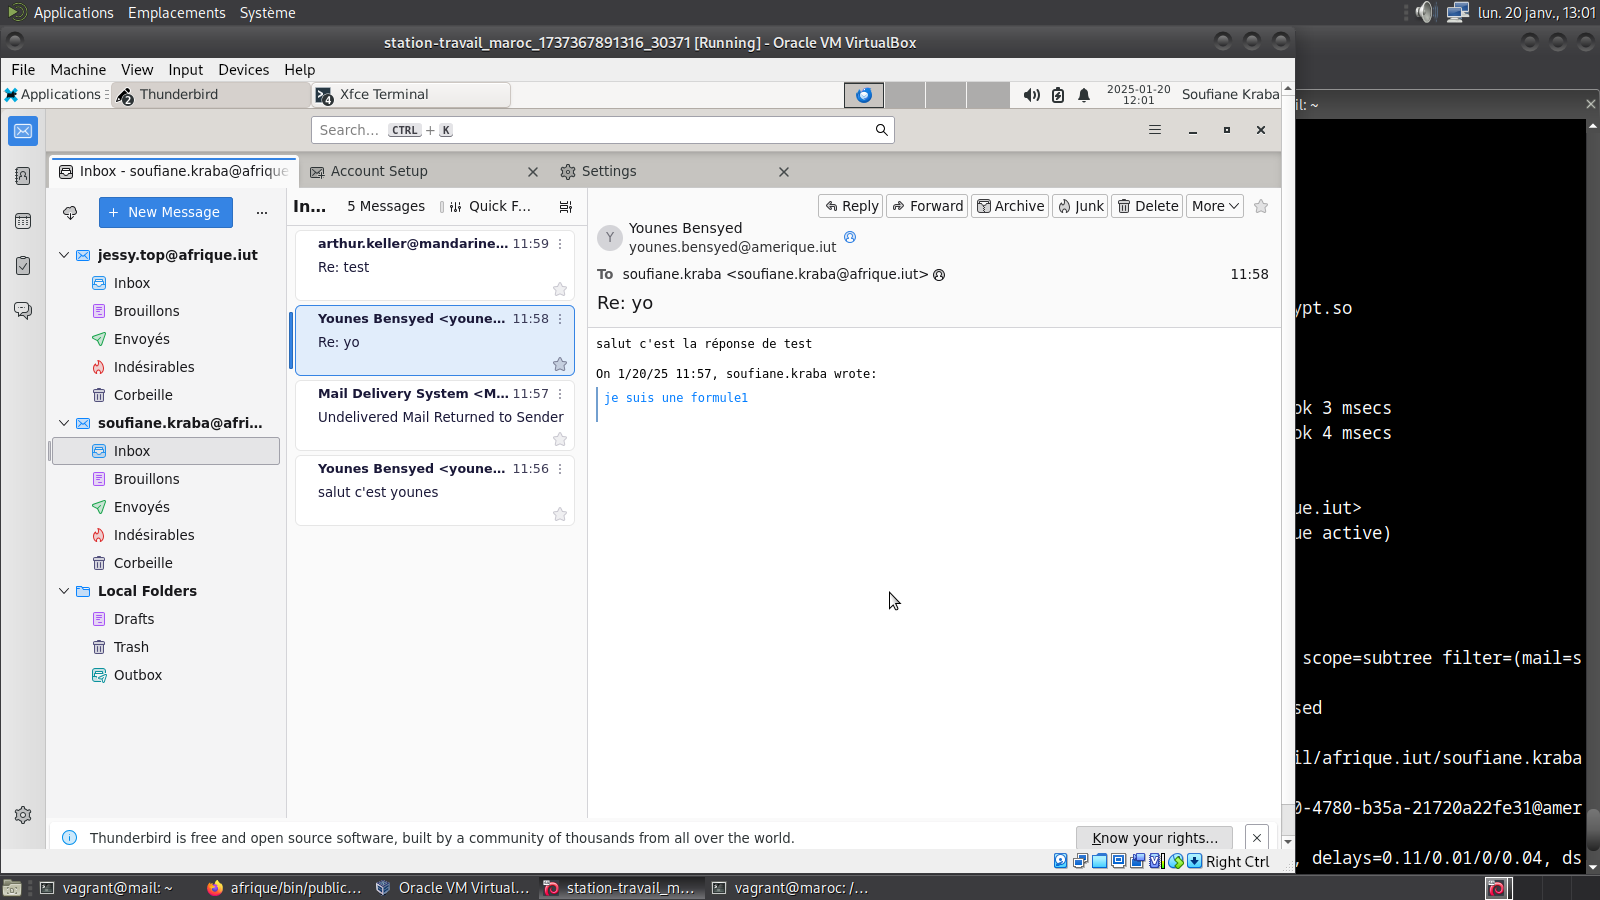 Applications Emplacements Système
lun. 20 janv., 13:01
station-travail_maroc_1737367891316_30371 [Running] - Oracle VM VirtualBox
File Machine View Input Devices Help
Applications
2 Thunderbird
4 Xfce Terminal
2025-01-20
12:01
Soufiane Kraba
il: ~
Search... CTRL + K
Inbox - soufiane.kraba@afrique
Account Setup
Settings
+ New Message
...
In... 5 Messages Quick F...
Reply Forward Archive Junk Delete More
jessy.top@afrique.iut
Inbox
Brouillons
Envoyés
Indésirables
Corbeille
soufiane.kraba@afri...
Inbox
Brouillons
Envoyés
Indésirables
Corbeille
Local Folders
Drafts
Trash
Outbox
arthur.keller@mandarine... 11:59
Re: test
Younes Bensyed <youne... 11:58
Re: yo
Mail Delivery System <M... 11:57
Undelivered Mail Returned to Sender
Younes Bensyed <youne... 11:56
salut c'est younes
Y
Younes Bensyed
younes.bensyed@amerique.iut
To soufiane.kraba <soufiane.kraba@afrique.iut> 11:58
Re: yo
salut c'est la réponse de test
On 1/20/25 11:57, soufiane.kraba wrote:
je suis une formule1
ypt.so
ok 3 msecs
ok 4 msecs
ue.iut>
ue active)
scope=subtree filter=(mail=s
sed
il/afrique.iut/soufiane.kraba
0-4780-b35a-21720a22fe31@amer
, delays=0.11/0.01/0/0.04, ds
Thunderbird is free and open source software, built by a community of thousands from all over the world.
Know your rights...
Right Ctrl
vagrant@mail: ~
afrique/bin/public...
Oracle VM Virtual...
station-travail_m...
vagrant@maroc: /...